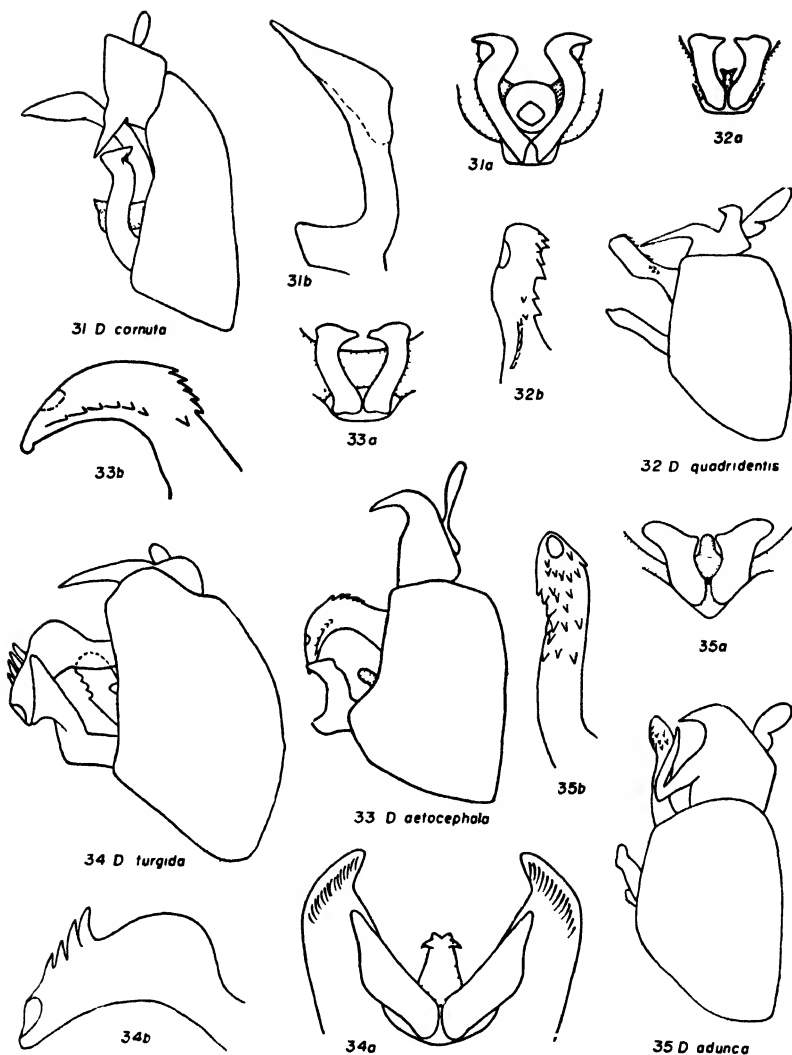 31a
32a
31b
31 D cornuta
32b
33a
33b
32 D quadridentis
35a
35b
33 D aetocephala
34 D turgida
34b
34a
35 D adunca